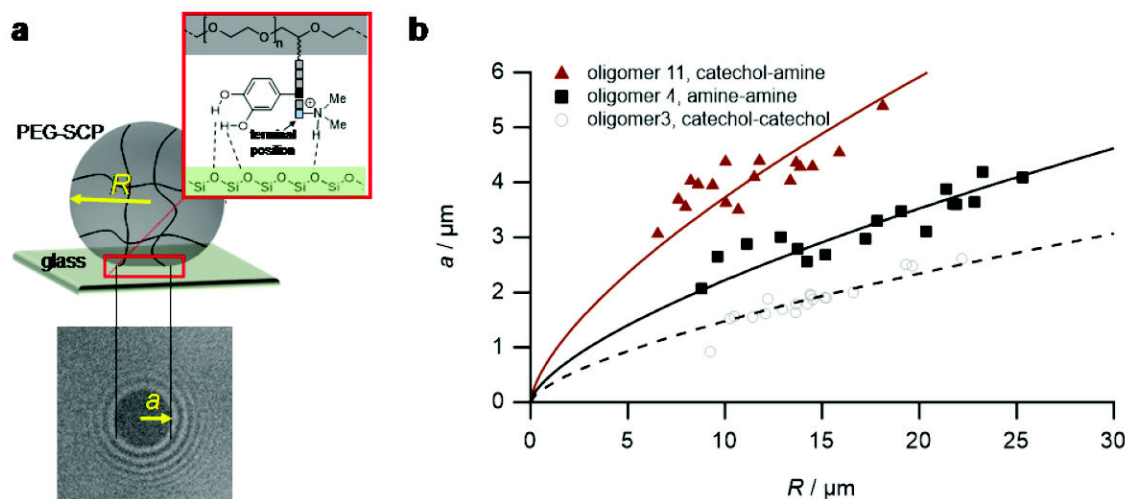 a
n
O
O
O
O
H
O
H
O
⊕
N
Me
Me
H
PEG-SCP
terminal
position
O
O
O
O
O
Si
Si
Si
Si
Si
R
glass
a
b
6
5
4
3
2
1
0
a / µm
oligomer 11, catechol-amine
oligomer 4, amine-amine
oligomer3, catechol-catechol
0
5
10
15
20
25
30
R / µm